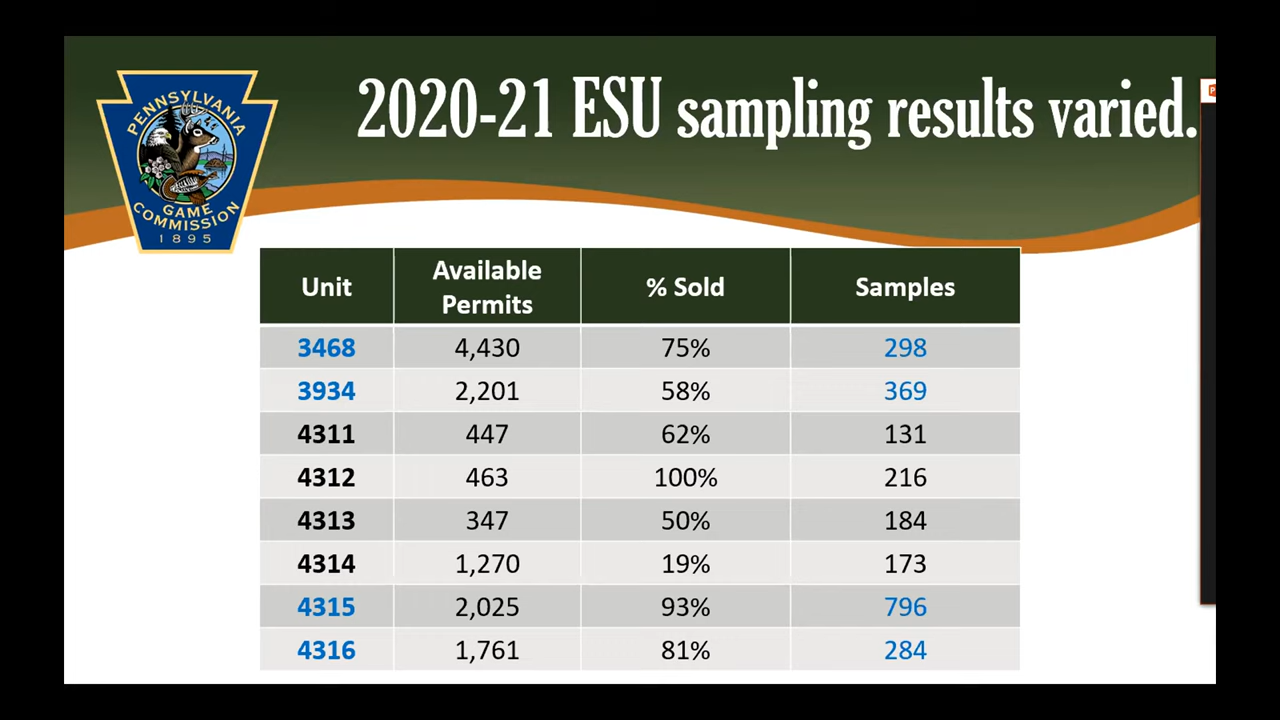 2020-21 ESU sampling results varied.
PENNSYLVANIA
GAME
COMMISSION
1895
Unit Available Permits % Sold Samples
3468 4,430 75% 298
3934 2,201 58% 369
4311 447 62% 131
4312 463 100% 216
4313 347 50% 184
4314 1,270 19% 173
4315 2,025 93% 796
4316 1,761 81% 284